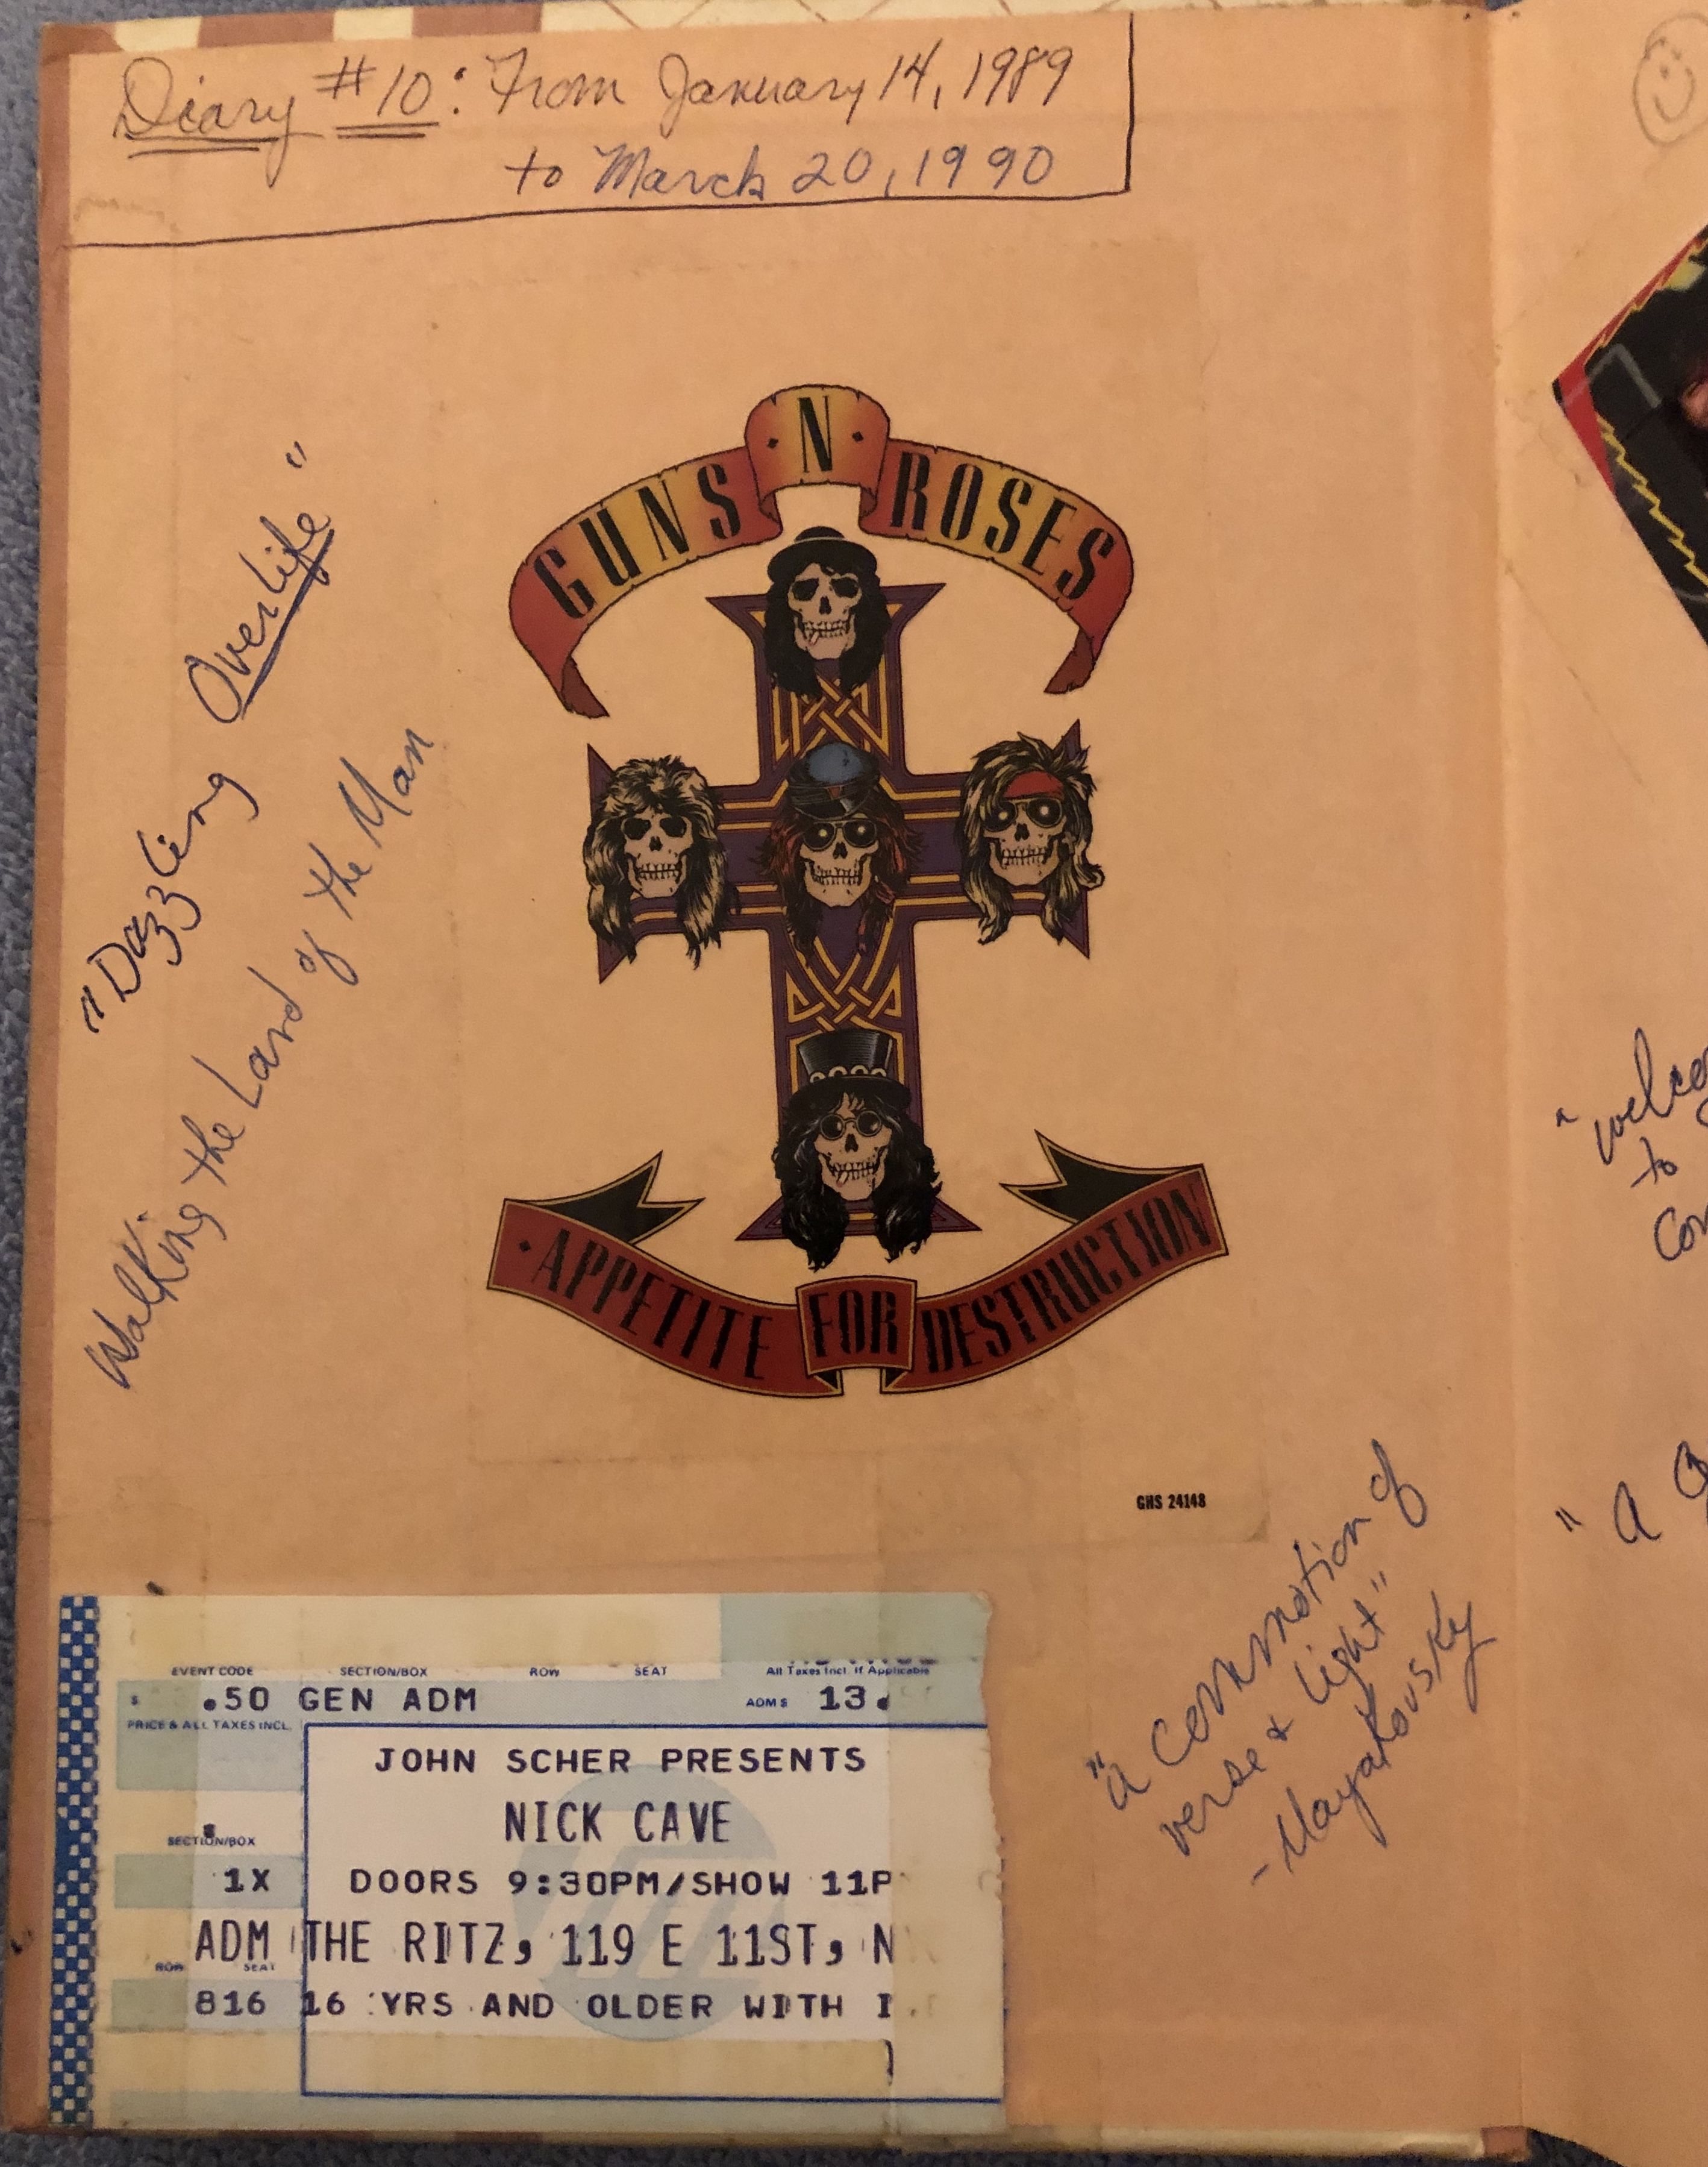 Diary #10: From January 14, 1989
to March 20, 1990
GUNS N ROSES
"Dazzling Overlife"
Walking the Land of the Man
APPETITE FOR DESTRUCTION
GHS 24148
"a commotion of
verse & light"
- Mayakovsky
"welco
to
Con
" a
EVENT CODE SECTION/BOX ROW SEAT All Taxes Incl. If Applicable
$ .50 GEN ADM ADM $ 13.
PRICE & ALL TAXES INCL.
JOHN SCHER PRESENTS
NICK CAVE
SECTION/BOX
1X DOORS 9:30PM/SHOW 11P
ADM THE RITZ, 119 E 11ST, N
ROW SEAT
816 16 YRS AND OLDER WITH I